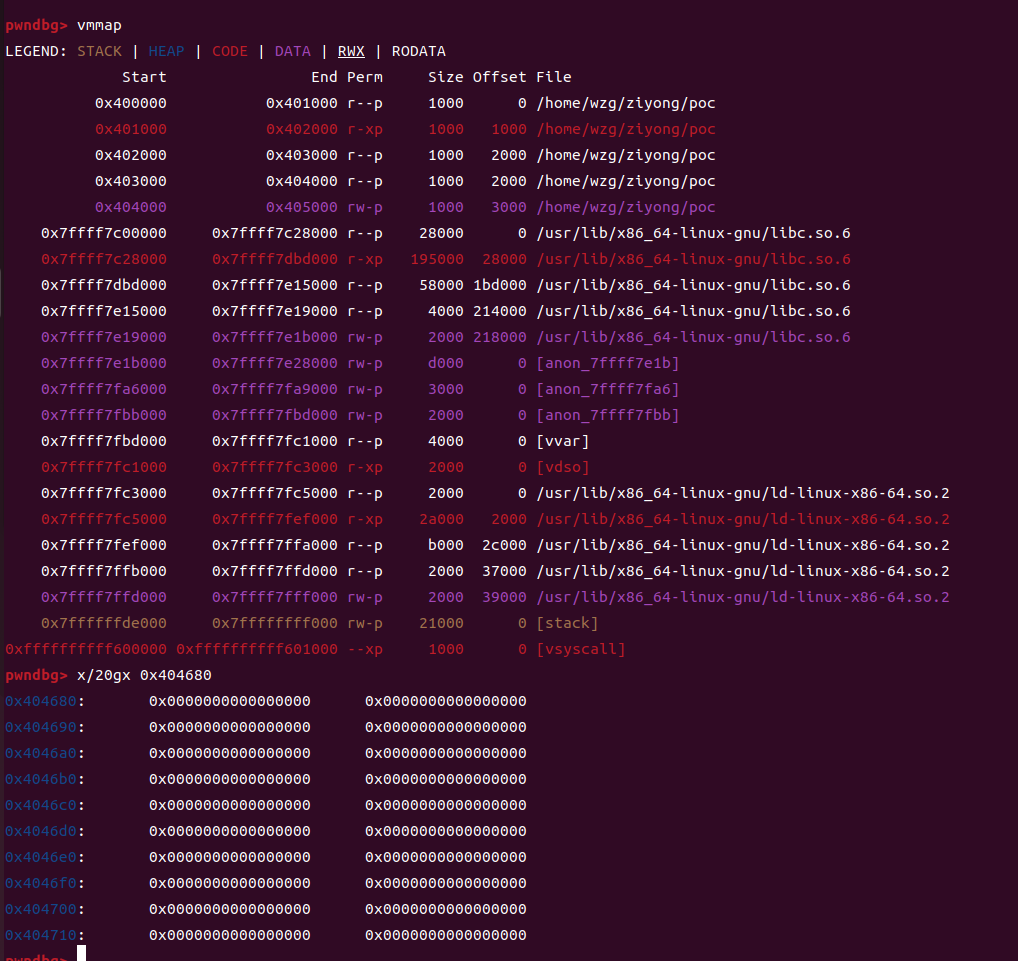 pwndbg> vmmap
LEGEND: STACK | HEAP | CODE | DATA | RWX | RODATA
             Start                End Perm     Size Offset File
          0x400000           0x401000 r--p     1000      0 /home/wzg/ziyong/poc
          0x401000           0x402000 r-xp     1000   1000 /home/wzg/ziyong/poc
          0x402000           0x403000 r--p     1000   2000 /home/wzg/ziyong/poc
          0x403000           0x404000 r--p     1000   2000 /home/wzg/ziyong/poc
          0x404000           0x405000 rw-p     1000   3000 /home/wzg/ziyong/poc
    0x7ffff7c00000     0x7ffff7c28000 r--p    28000      0 /usr/lib/x86_64-linux-gnu/libc.so.6
    0x7ffff7c28000     0x7ffff7dbd000 r-xp   195000  28000 /usr/lib/x86_64-linux-gnu/libc.so.6
    0x7ffff7dbd000     0x7ffff7e15000 r--p    58000 1bd000 /usr/lib/x86_64-linux-gnu/libc.so.6
    0x7ffff7e15000     0x7ffff7e19000 r--p     4000 214000 /usr/lib/x86_64-linux-gnu/libc.so.6
    0x7ffff7e19000     0x7ffff7e1b000 rw-p     2000 218000 /usr/lib/x86_64-linux-gnu/libc.so.6
    0x7ffff7e1b000     0x7ffff7e28000 rw-p     d000      0 [anon_7ffff7e1b]
    0x7ffff7fa6000     0x7ffff7fa9000 rw-p     3000      0 [anon_7ffff7fa6]
    0x7ffff7fbb000     0x7ffff7fbd000 rw-p     2000      0 [anon_7ffff7fbb]
    0x7ffff7fbd000     0x7ffff7fc1000 r--p     4000      0 [vvar]
    0x7ffff7fc1000     0x7ffff7fc3000 r-xp     2000      0 [vdso]
    0x7ffff7fc3000     0x7ffff7fc5000 r--p     2000      0 /usr/lib/x86_64-linux-gnu/ld-linux-x86-64.so.2
    0x7ffff7fc5000     0x7ffff7fef000 r-xp    2a000   2000 /usr/lib/x86_64-linux-gnu/ld-linux-x86-64.so.2
    0x7ffff7fef000     0x7ffff7ffa000 r--p     b000  2c000 /usr/lib/x86_64-linux-gnu/ld-linux-x86-64.so.2
    0x7ffff7ffb000     0x7ffff7ffd000 r--p     2000  37000 /usr/lib/x86_64-linux-gnu/ld-linux-x86-64.so.2
    0x7ffff7ffd000     0x7ffff7fff000 rw-p     2000  39000 /usr/lib/x86_64-linux-gnu/ld-linux-x86-64.so.2
    0x7ffffffde000     0x7ffffffff000 rw-p    21000      0 [stack]
0xffffffffff600000 0xffffffffff601000 --xp     1000      0 [vsyscall]
pwndbg> x/20gx 0x404680
0x404680:       0x0000000000000000      0x0000000000000000
0x404690:       0x0000000000000000      0x0000000000000000
0x4046a0:       0x0000000000000000      0x0000000000000000
0x4046b0:       0x0000000000000000      0x0000000000000000
0x4046c0:       0x0000000000000000      0x0000000000000000
0x4046d0:       0x0000000000000000      0x0000000000000000
0x4046e0:       0x0000000000000000      0x0000000000000000
0x4046f0:       0x0000000000000000      0x0000000000000000
0x404700:       0x0000000000000000      0x0000000000000000
0x404710:       0x0000000000000000      0x0000000000000000
pwndbg>